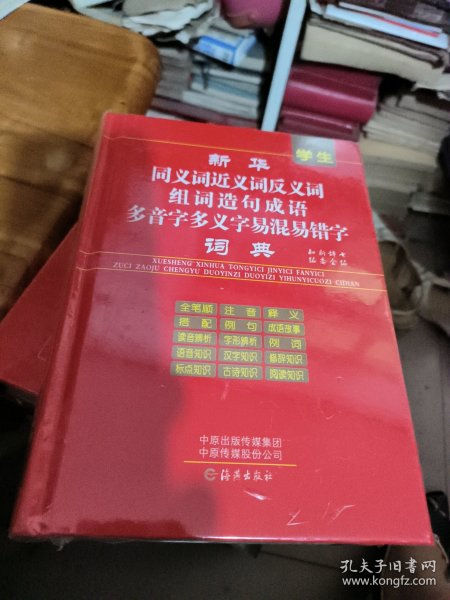 学生
新华
同义词近义词反义词
组词造句成语
多音字多义字易混易错字
词典
XUESHENG XINHUA TONGYICI JINYICI FANYICI
ZUCI ZAOJU CHENGYU DUOYINZI DUOYIZI YIHUNYICUOZI CIDIAN
全笔顺 注音 释义
搭配 例句 成语故事
读音辨析 字形辨析 例词
语音知识 汉字知识 修辞知识
标点知识 古诗知识 阅读知识
中原出版传媒集团
中原传媒股份公司
海燕出版社
孔夫子旧书网
www.kongfz.com